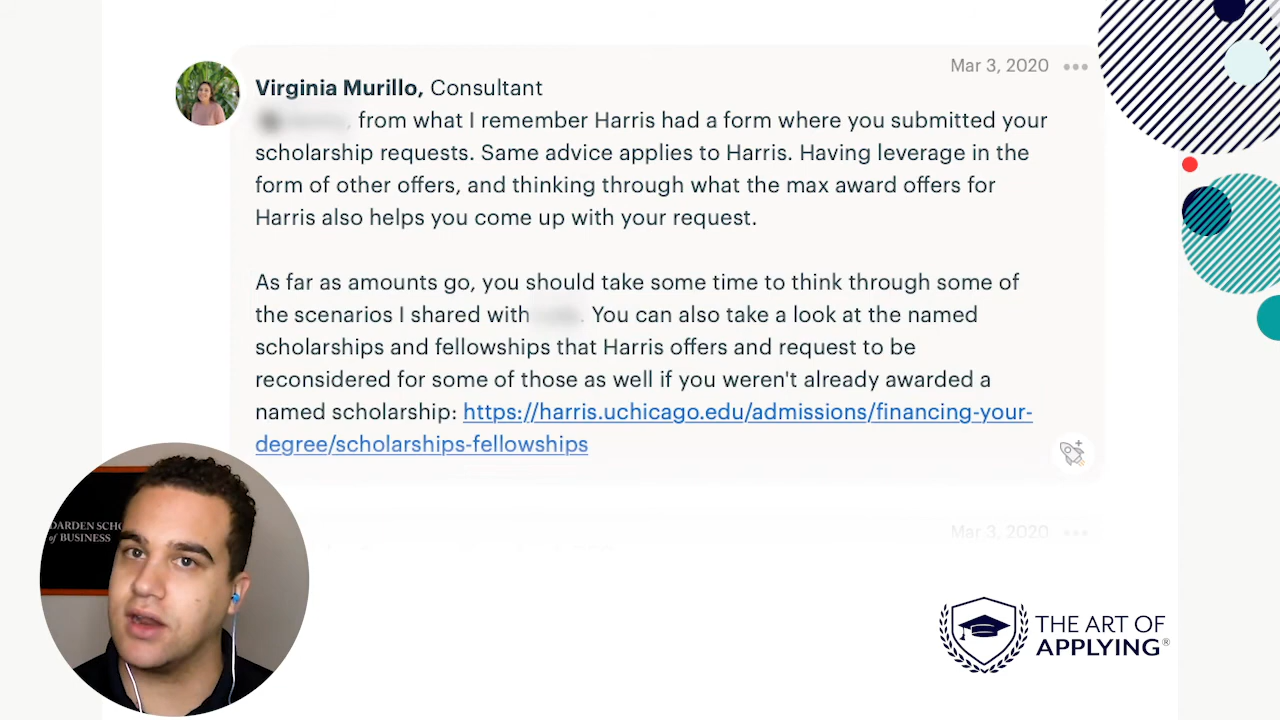 Mar 3, 2020
Virginia Murillo, Consultant
from what I remember Harris had a form where you submitted your
scholarship requests. Same advice applies to Harris. Having leverage in the
form of other offers, and thinking through what the max award offers for
Harris also helps you come up with your request.
As far as amounts go, you should take some time to think through some of
the scenarios I shared with . You can also take a look at the named
scholarships and fellowships that Harris offers and request to be
reconsidered for some of those as well if you weren't already awarded a
named scholarship: https://harris.uchicago.edu/admissions/financing-your-
degree/scholarships-fellowships
DARDEN SCHO
of BUSINESS
Mar 3, 2020
THE ART OF
APPLYING®